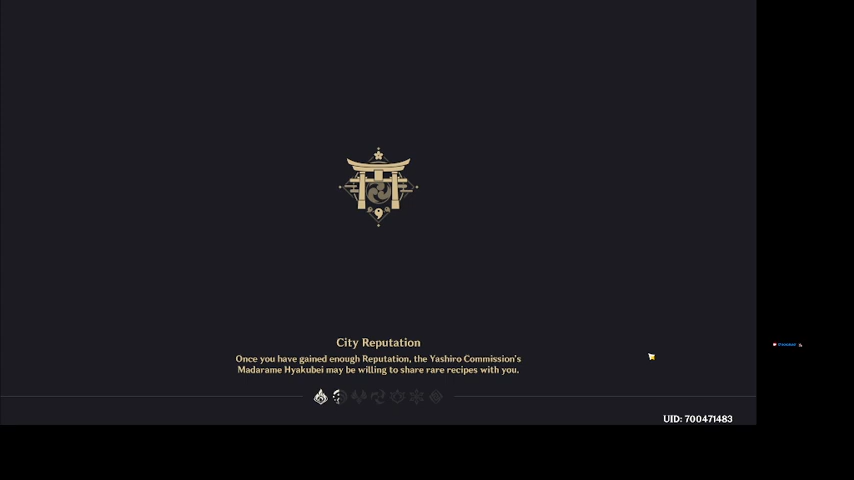 City Reputation
Once you have gained enough Reputation, the Yashiro Commission's
Madarame Hyakubei may be willing to share rare recipes with you.
UID: 700471483